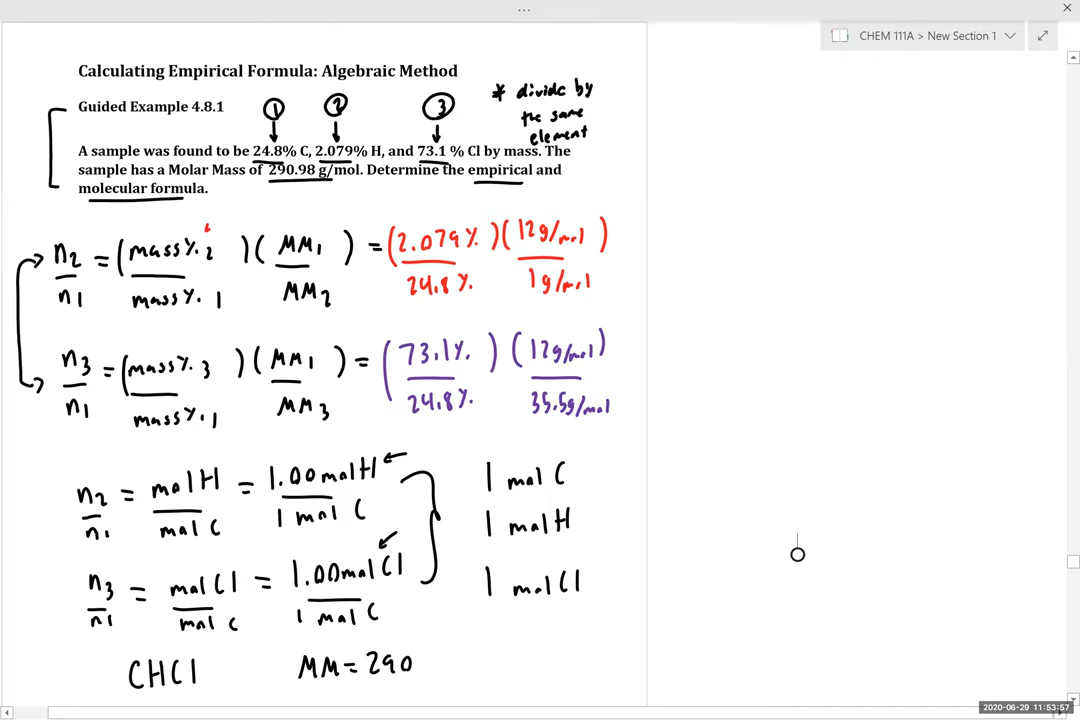 CHEM 111A > New Section 1
Calculating Empirical Formula: Algebraic Method
Guided Example 4.8.1
1 2 3
* divide by
the same
element
A sample was found to be 24.8% C, 2.079% H, and 73.1 % Cl by mass. The
sample has a Molar Mass of 290.98 g/mol. Determine the empirical and
molecular formula.
n2/n1 = (mass%.2/mass%.1)(MM1/MM2) = (2.079%/24.8%)(12g/mol/1g/mol)
n3/n1 = (mass%.3/mass%.1)(MM1/MM3) = (73.1%./24.8%.)(12g/mol/35.5g/mol)
n2/n1 = mol H/mol C = 1.00 mol H/1 mol C
1 mol C
1 mol H
n3/n1 = mol Cl/mol C = 1.00 mol Cl/1 mol C
1 mol Cl
CHCl MM = 290
2020-06-29 11:53:57